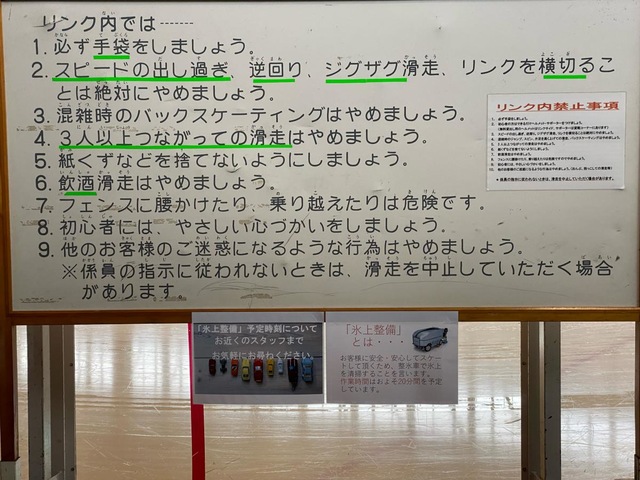 リンク内では-------
1. 必ず手袋をしましょう。
2. スピードの出し過ぎ、逆回り、ジグザグ滑走、リンクを横切るこ
とは絶対にやめましょう。
3. 混雑時のバックスケーティングはやめましょう。
4. 3人以上つながっての滑走はやめましょう。
5. 紙くずなどを捨てないようにしましょう。
6. 飲酒滑走はやめましょう。
7. フェンスに腰かけたり、乗り越えたりは危険です。
8. 初心者には、やさしい心づかいをしましょう。
9. 他のお客様のご迷惑になるような行為はやめましょう。
※係員の指示に従われないときは、滑走を中止していただく場合
があります。
リンク内禁止事項
「氷上整備」予定時刻について
お近くのスタッフまで
お気軽にお尋ねください。
「氷上整備」
とは・・・
お客様に安全・安心してスケー
トして頂くため、整氷車で氷上
を清掃することを言います。
作業時間はおよそ20分間を予定
しています。